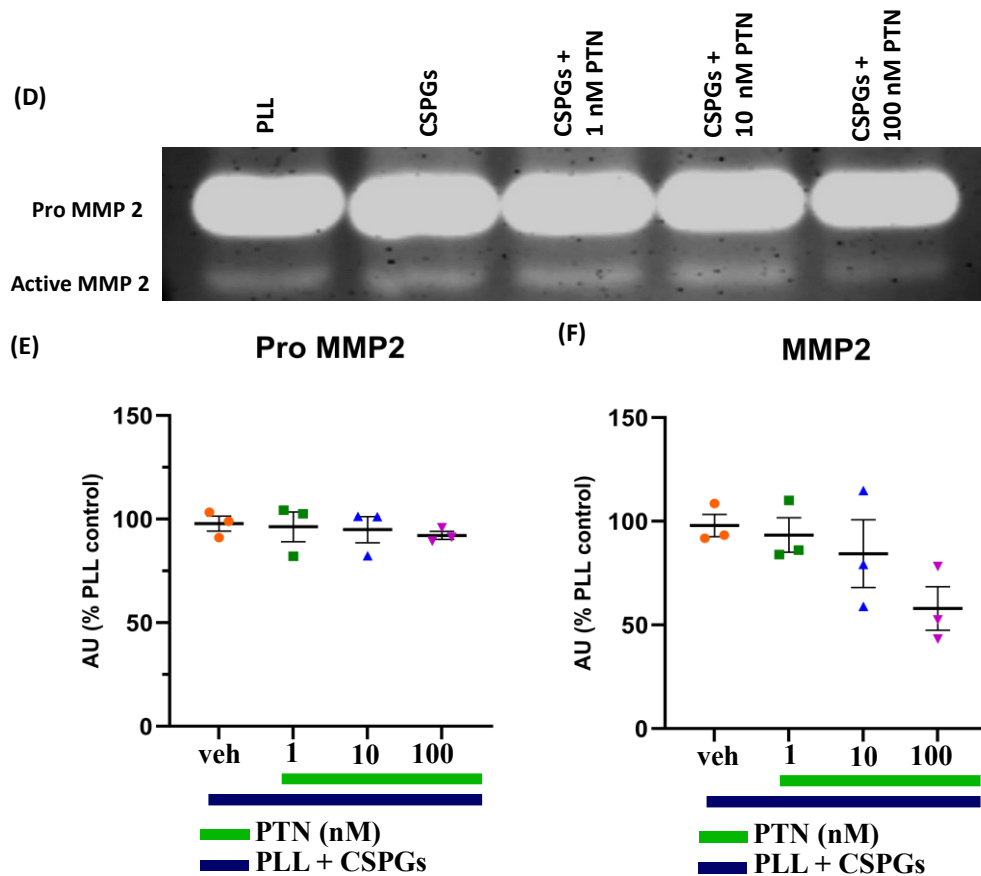 (D)
PLL
CSPGs
CSPGs +
1 nM PTN
CSPGs +
10 nM PTN
CSPGs +
100 nM PTN
Pro MMP 2
Active MMP 2
(E)
Pro MMP2
AU (% PLL control)
150
100
50
0
veh 1 10 100
PTN (nM)
PLL + CSPGs
(F)
MMP2
AU (% PLL control)
150
100
50
0
veh 1 10 100
PTN (nM)
PLL + CSPGs